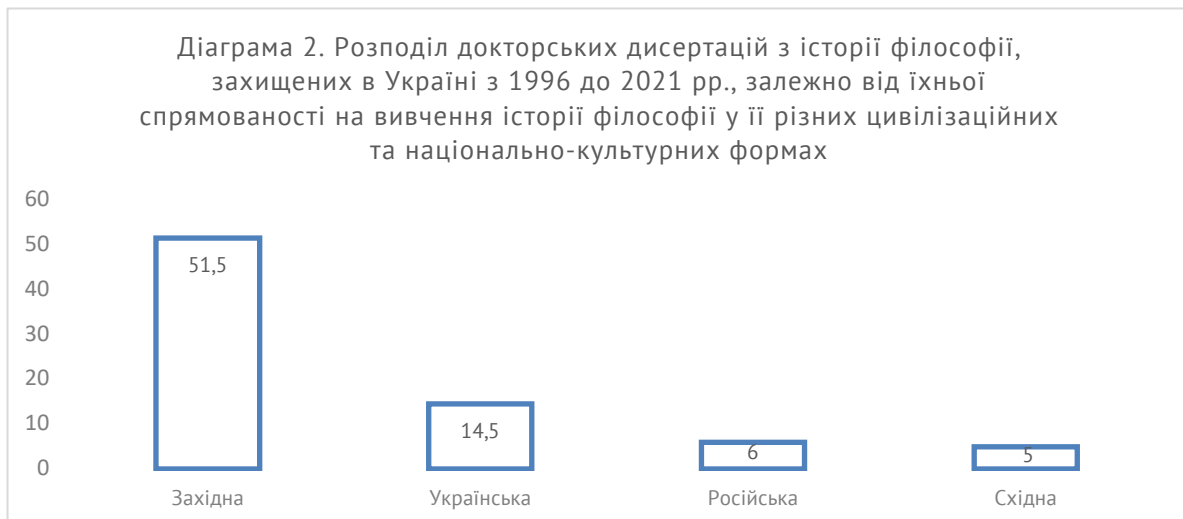 Діаграма 2. Розподіл докторських дисертацій з історії філософії,
захищених в Україні з 1996 до 2021 рр., залежно від їхньої
спрямованості на вивчення історії філософії у її різних цивілізаційних
та національно-культурних формах
60
50
40
30
20
10
0
51,5
14,5
6
5
Західна
Українська
Російська
Східна